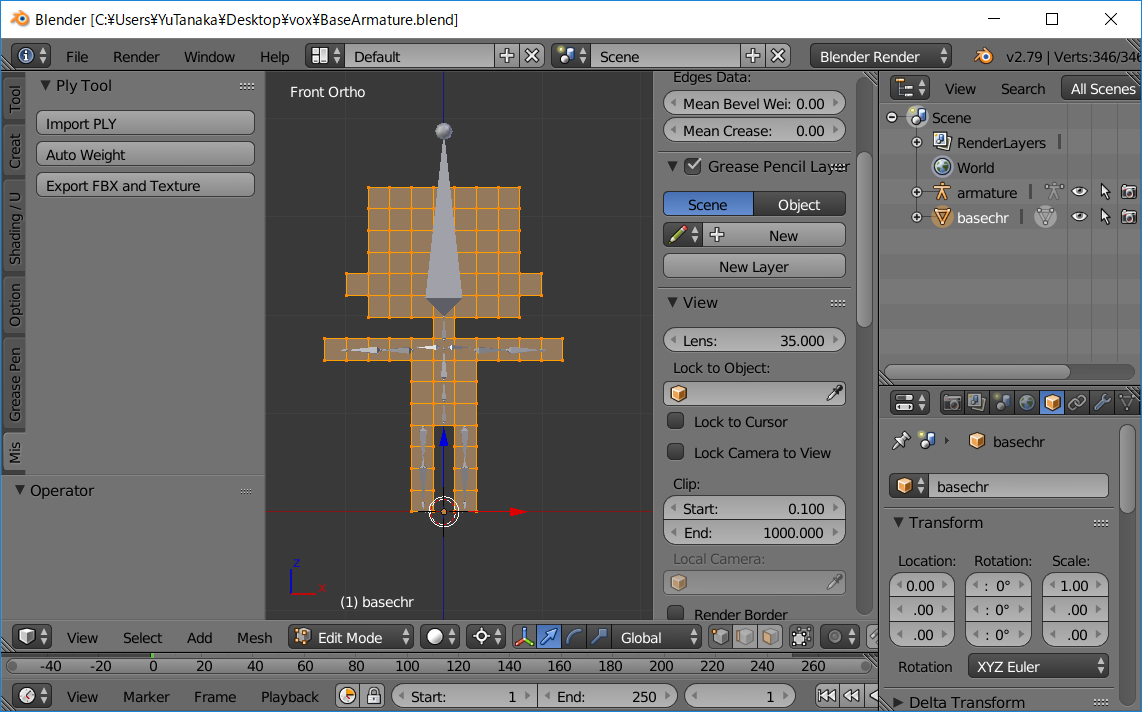 Blender [C:¥Users¥YuTanaka¥Desktop¥vox¥BaseArmature.blend]
File Render Window Help Default Scene Blender Render v2.79 | Verts:346/346
Ply Tool
Import PLY
Auto Weight
Export FBX and Texture
Operator
Tool
Creat
Shading / U
Option
Grease Pen
Mis
Front Ortho
z
x
(1) basechr
Edges Data:
Mean Bevel Wei: 0.00
Mean Crease: 0.00
Grease Pencil Layer
Scene Object
New
New Layer
View
Lens: 35.000
Lock to Object:
Lock to Cursor
Lock Camera to View
Clip:
Start: 0.100
End: 1000.000
Local Camera:
Render Border
View Search All Scenes
Scene
RenderLayers
World
armature
basechr
basechr
basechr
Transform
Location: Rotation: Scale:
0.00 : 0° 1.00
.00 : 0° .00
.00 : 0° .00
Rotation XYZ Euler
Delta Transform
View Select Add Mesh Edit Mode Global
-40 -20 0 20 40 60 80 100 120 140 160 180 200 220 240 260
View Marker Frame Playback Start: 1 End: 250 1